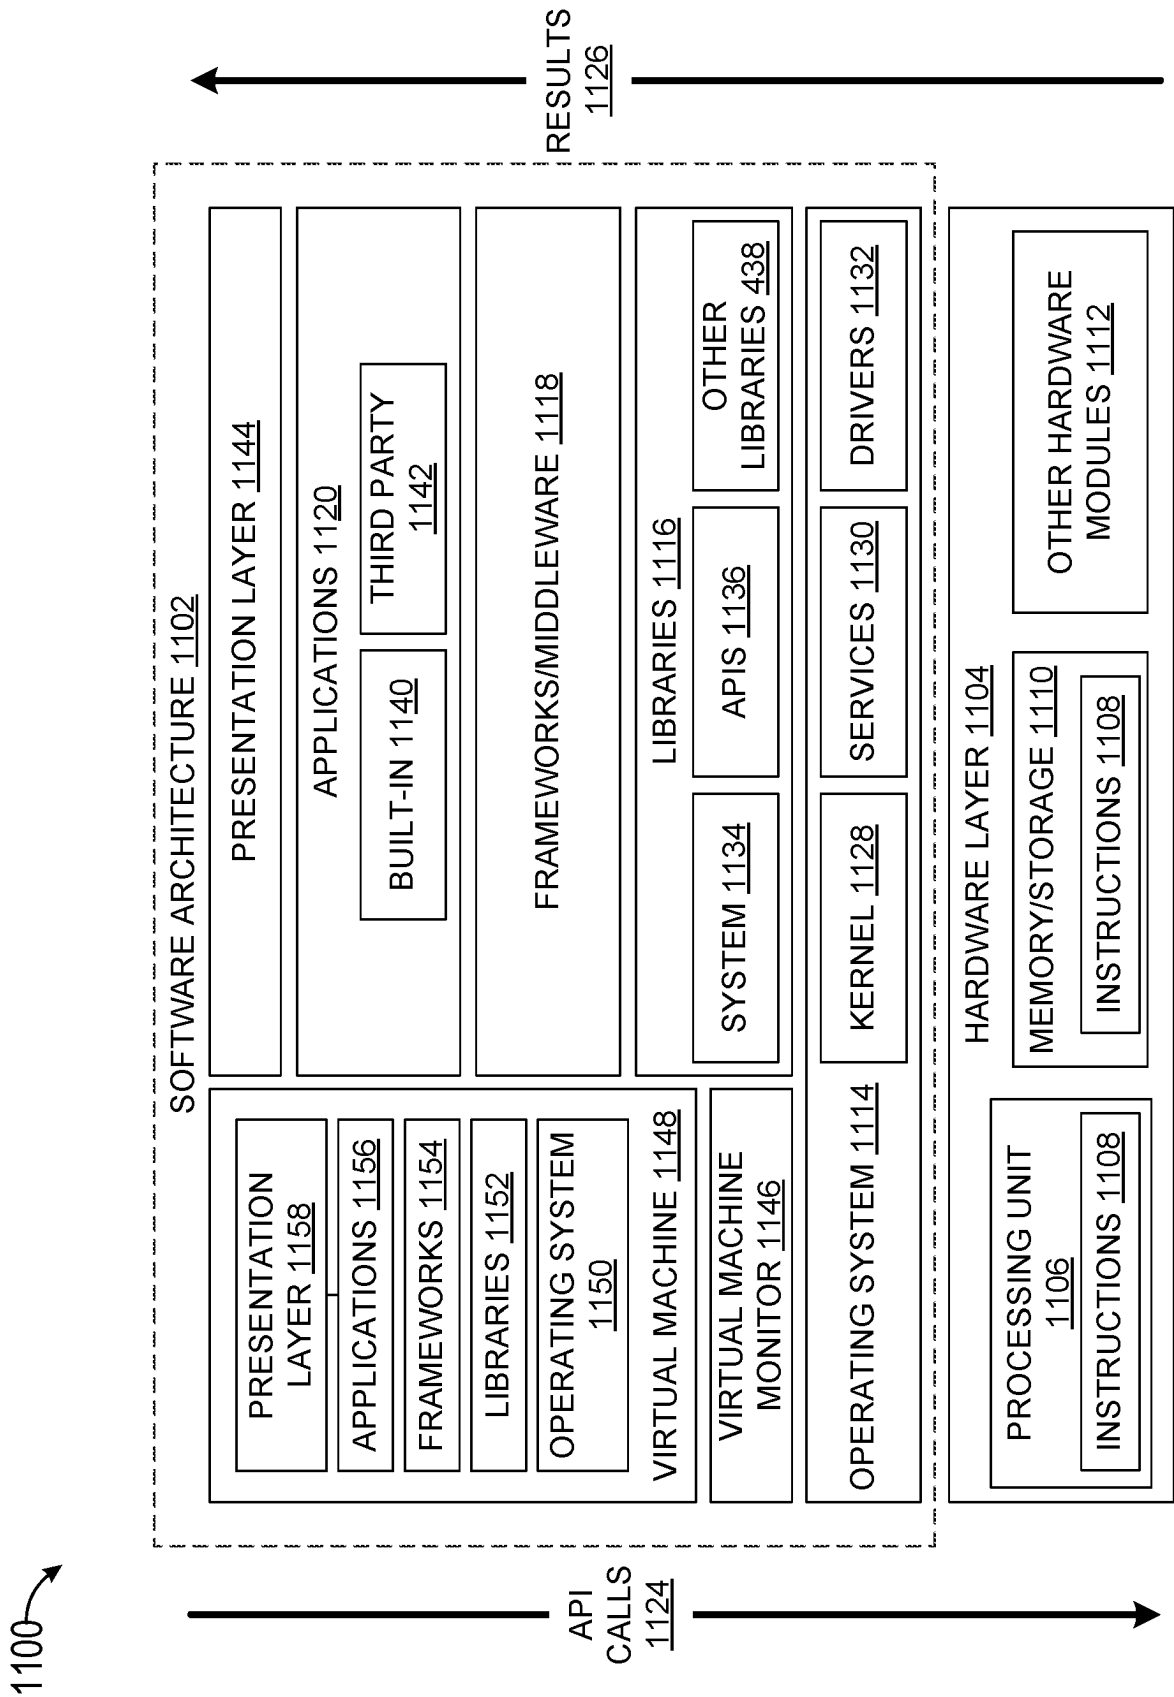 1100
SOFTWARE ARCHITECTURE 1102
PRESENTATION
LAYER 1158
APPLICATIONS 1156
FRAMEWORKS 1154
LIBRARIES 1152
OPERATING SYSTEM
1150
VIRTUAL MACHINE 1148
VIRTUAL MACHINE
MONITOR 1146
PRESENTATION LAYER 1144
APPLICATIONS 1120
BUILT-IN 1140
THIRD PARTY
1142
FRAMEWORKS/MIDDLEWARE 1118
LIBRARIES 1116
SYSTEM 1134
APIS 1136
OTHER
LIBRARIES 438
OPERATING SYSTEM 1114
KERNEL 1128
SERVICES 1130
DRIVERS 1132
HARDWARE LAYER 1104
PROCESSING UNIT
1106
INSTRUCTIONS 1108
MEMORY/STORAGE 1110
INSTRUCTIONS 1108
OTHER HARDWARE
MODULES 1112
API
CALLS
1124
RESULTS
1126